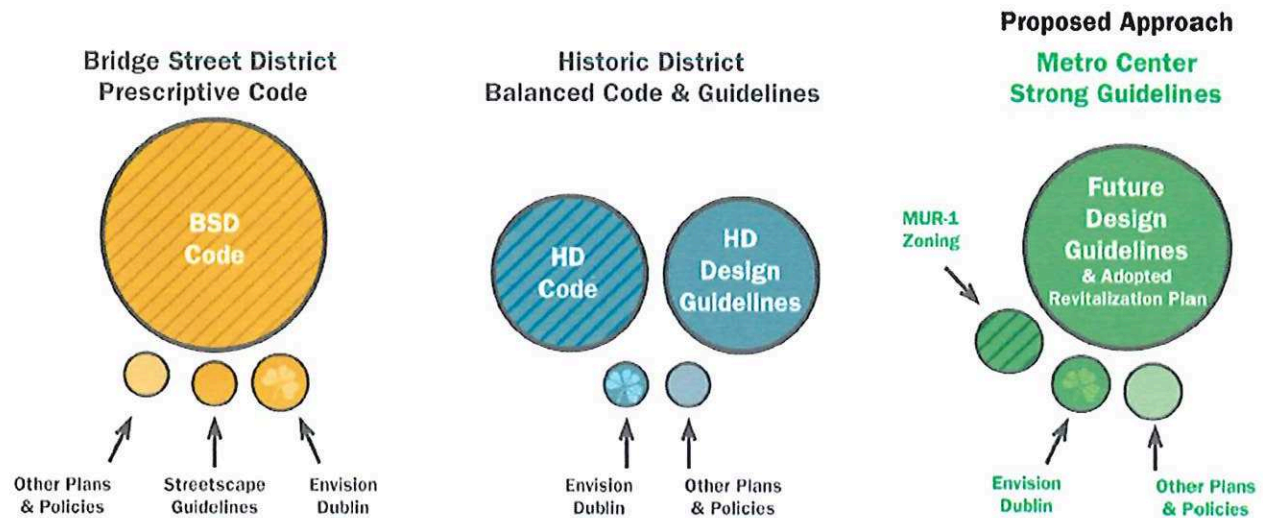 Bridge Street District
Prescriptive Code
BSD
Code
Other Plans
& Policies
Streetscape
Guidelines
Envision
Dublin
Historic District
Balanced Code & Guidelines
HD
Code
HD
Design
Guidelines
Envision
Dublin
Other Plans
& Policies
Proposed Approach
Metro Center
Strong Guidelines
MUR-1
Zoning
Future
Design
Guidelines
& Adopted
Revitalization Plan
Envision
Dublin
Other Plans
& Policies